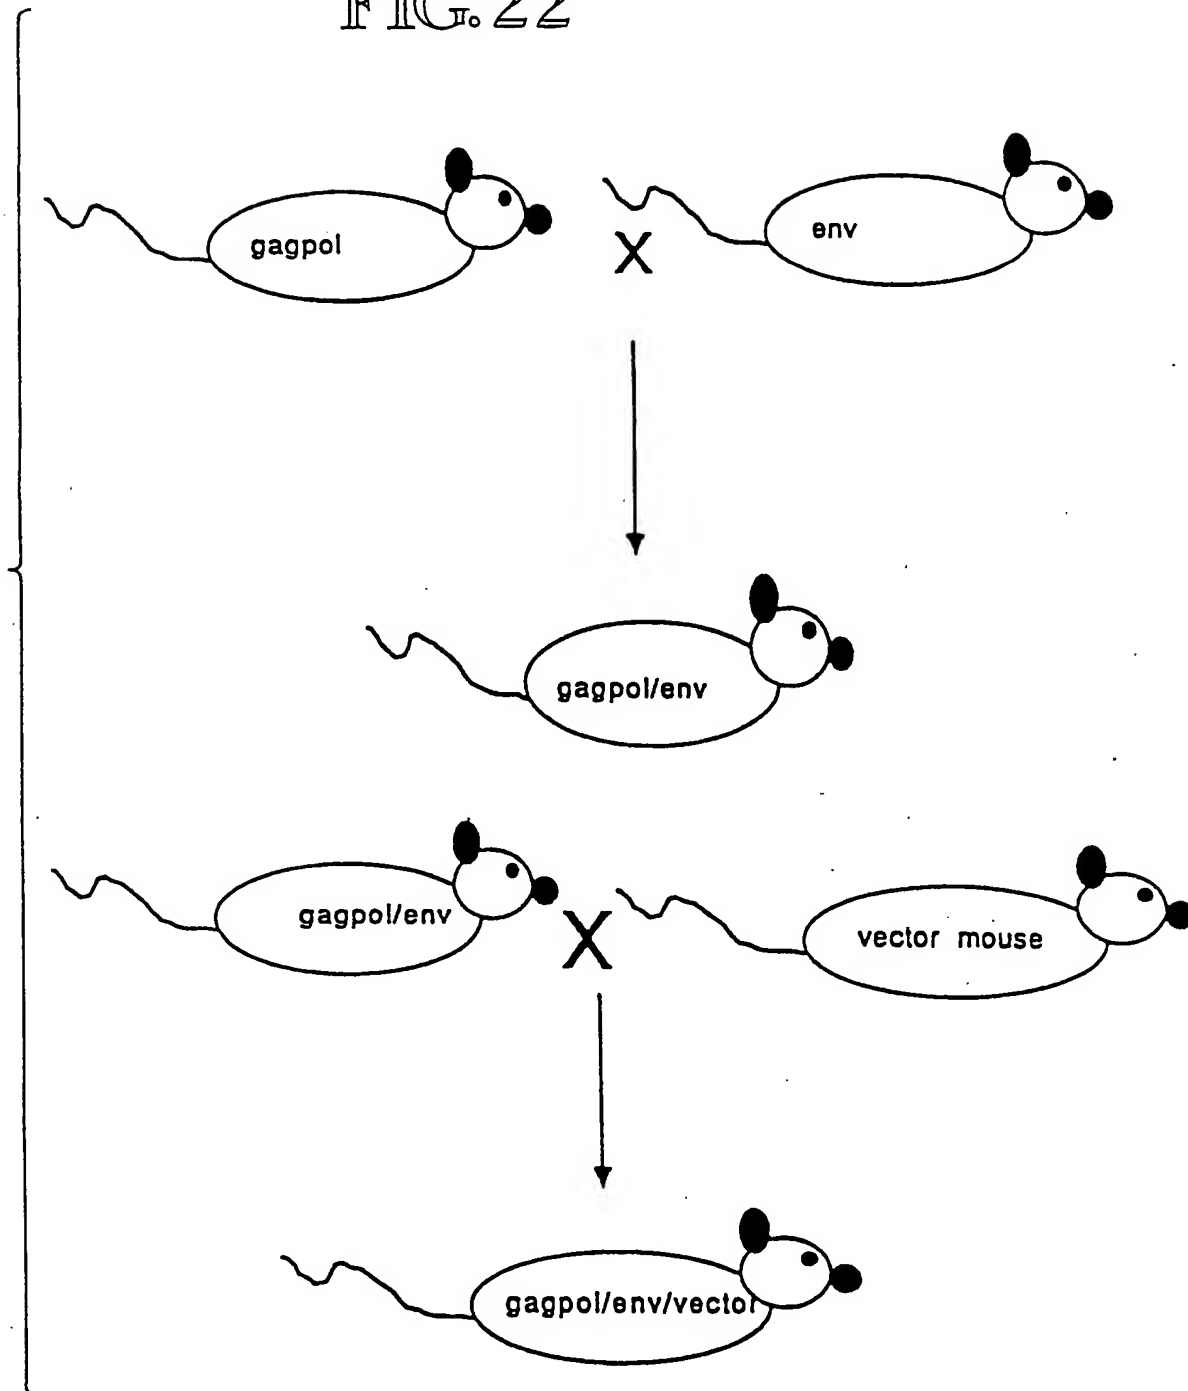 FIG. 22
gagpol
X
env
gagpol/env
gagpol/env
X
vector mouse
gagpol/env/vector